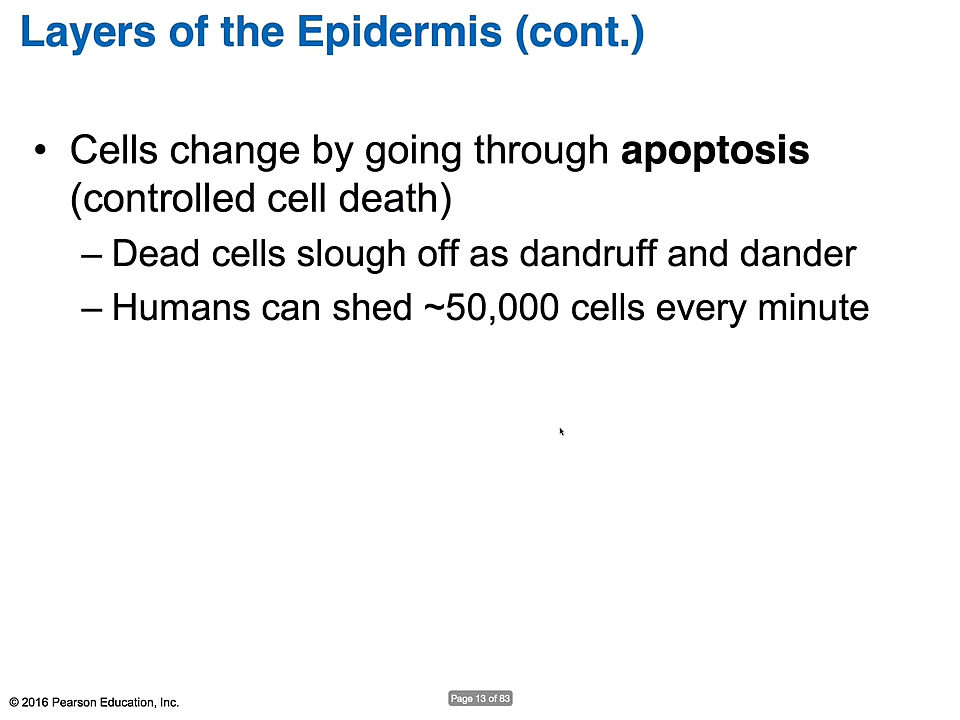 Layers of the Epidermis (cont.)
• Cells change by going through apoptosis
(controlled cell death)
– Dead cells slough off as dandruff and dander
– Humans can shed ~50,000 cells every minute
© 2016 Pearson Education, Inc.
Page 13 of 83